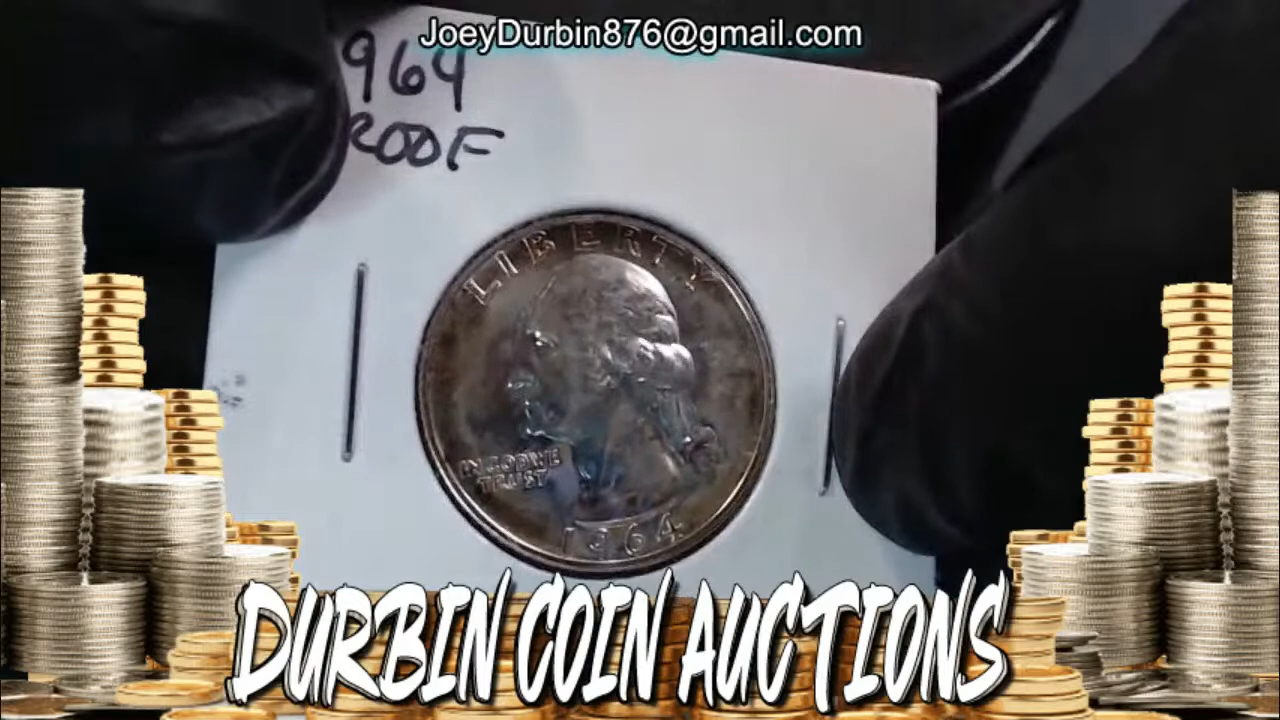 JoeyDurbin876@gmail.com
964
ROOF
LIBERTY
IN GOD WE
TRUST
1964
DURBIN COIN AUCTIONS